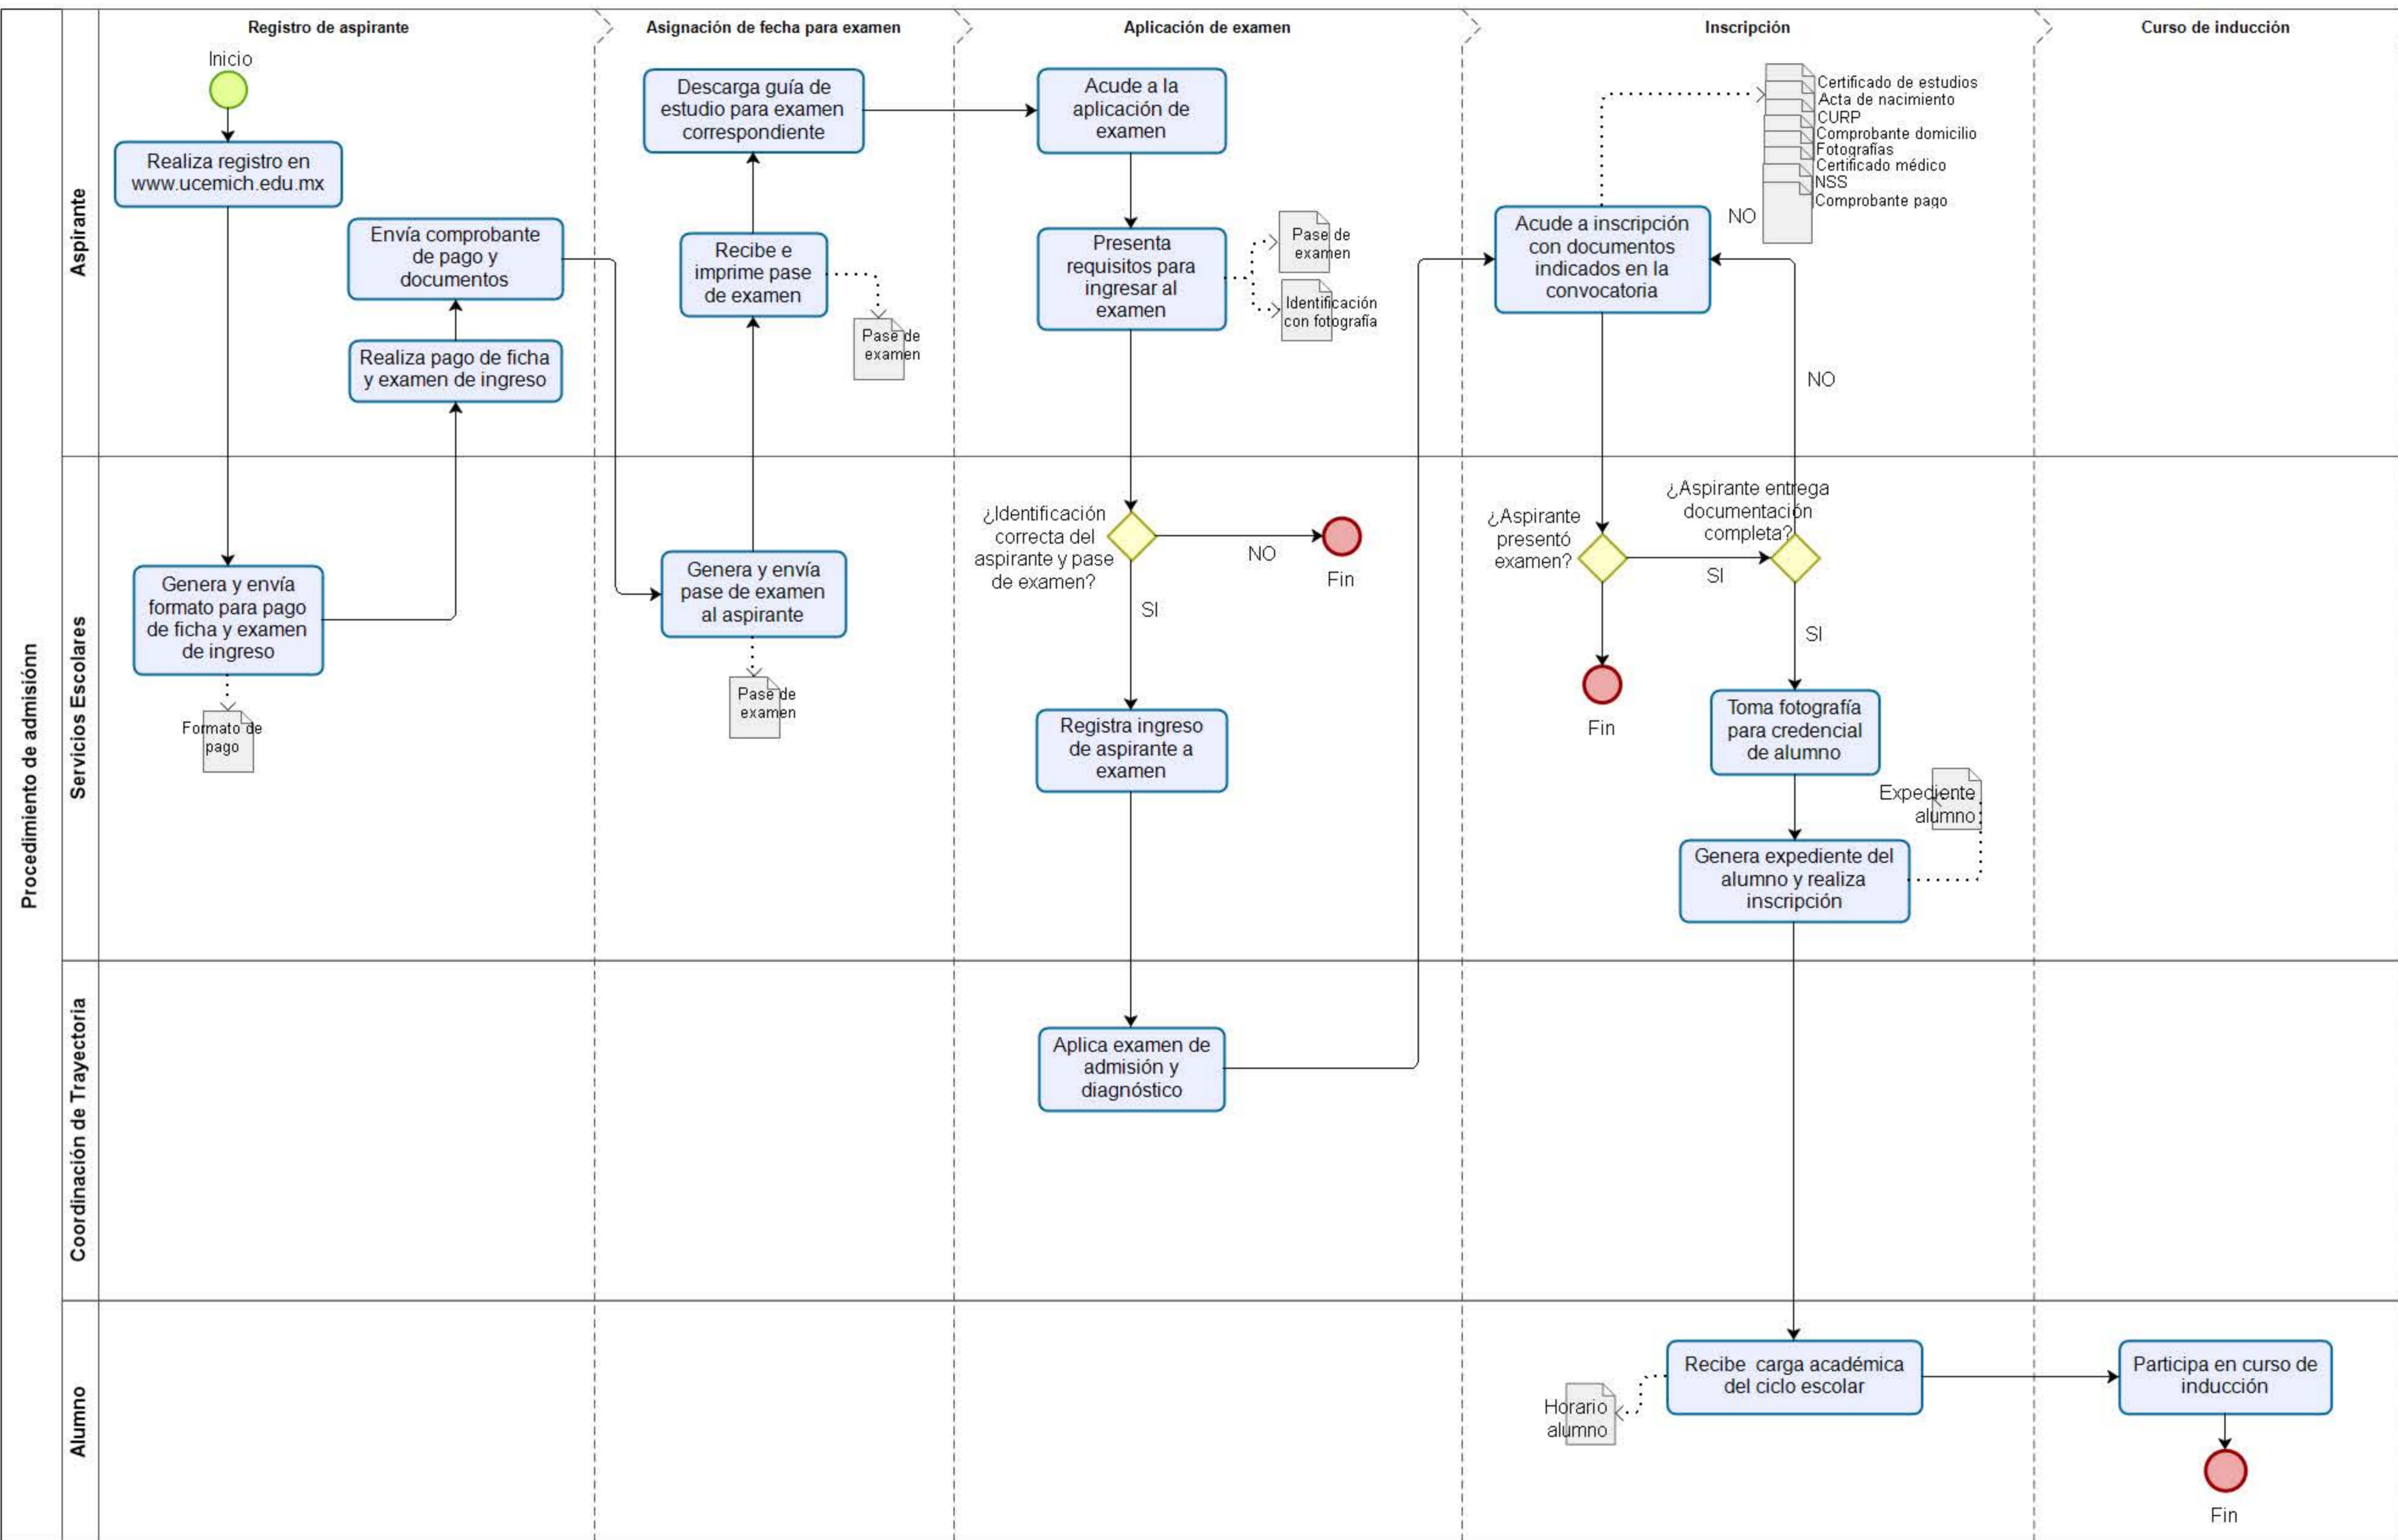 Procedimiento de admisiónn
Registro de aspirante
Asignación de fecha para examen
Aplicación de examen
Inscripción
Curso de inducción
Aspirante
Inicio
Realiza registro en
www.ucemich.edu.mx
Envía comprobante
de pago y
documentos
Realiza pago de ficha
y examen de ingreso
Descarga guía de
estudio para examen
correspondiente
Recibe e
imprime pase
de examen
Pase de
examen
Acude a la
aplicación de
examen
Presenta
requisitos para
ingresar al
examen
Pase de
examen
Identificación
con fotografía
Certificado de estudios
Acta de nacimiento
CURP
Comprobante domicilio
Fotografías
Certificado médico
NSS
Comprobante pago
NO
Acude a inscripción
con documentos
indicados en la
convocatoria
NO
Servicios Escolares
Genera y envía
formato para pago
de ficha y examen
de ingreso
Formato de
pago
Genera y envía
pase de examen
al aspirante
Pase de
examen
¿Identificación
correcta del
aspirante y pase
de examen?
NO
Fin
SI
Registra ingreso
de aspirante a
examen
¿Aspirante
presentó
examen?
SI
Fin
¿Aspirante entrega
documentación
completa?
SI
Toma fotografía
para credencial
de alumno
Expediente
alumno
Genera expediente del
alumno y realiza
inscripción
Coordinación de Trayectoria
Aplica examen de
admisión y
diagnóstico
Alumno
Recibe carga académica
del ciclo escolar
Horario
alumno
Participa en curso de
inducción
Fin